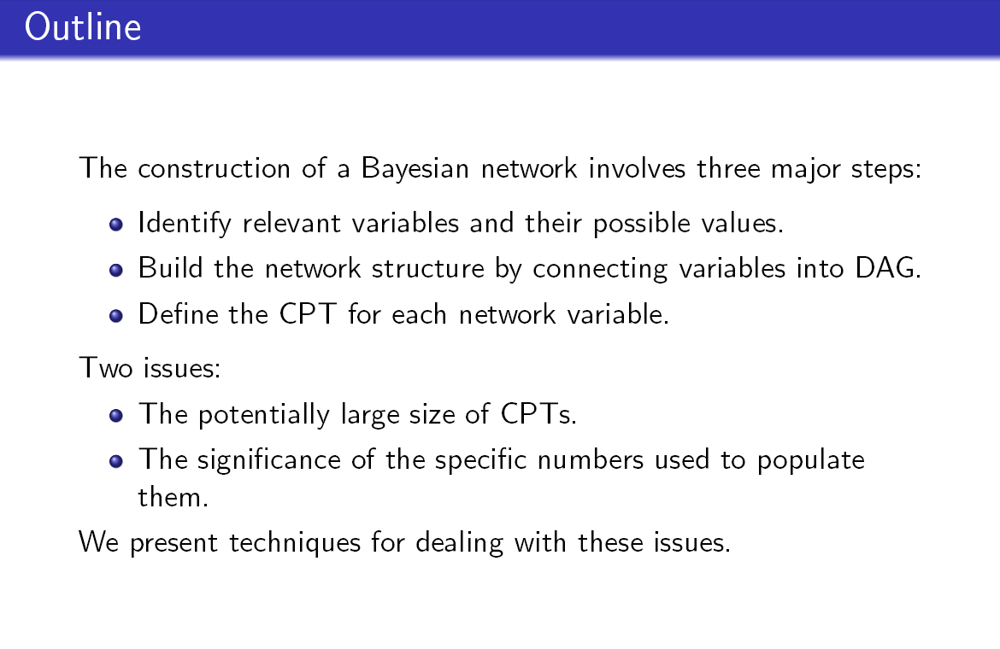 Outline
The construction of a Bayesian network involves three major steps:
Identify relevant variables and their possible values.
Build the network structure by connecting variables into DAG.
Define the CPT for each network variable.
Two issues:
The potentially large size of CPTs.
The significance of the specific numbers used to populate
them.
We present techniques for dealing with these issues.